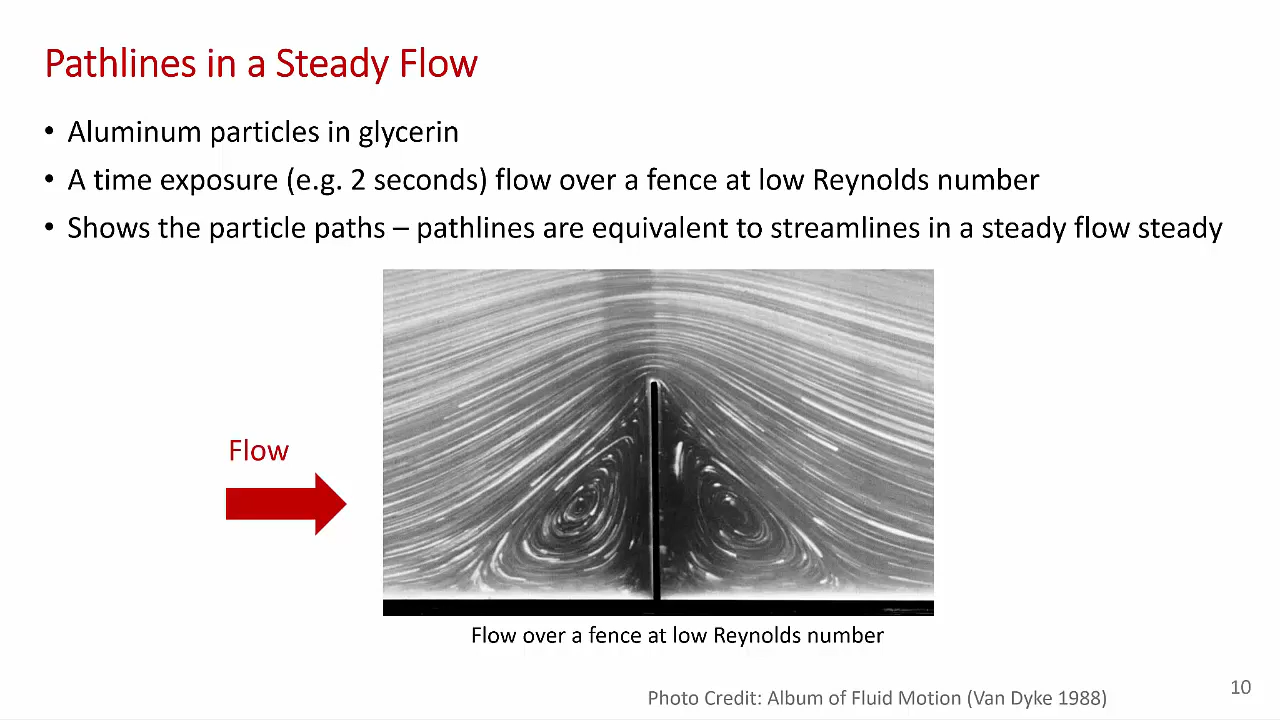 Pathlines in a Steady Flow
• Aluminum particles in glycerin
• A time exposure (e.g. 2 seconds) flow over a fence at low Reynolds number
• Shows the particle paths – pathlines are equivalent to streamlines in a steady flow steady
Flow
Flow over a fence at low Reynolds number
Photo Credit: Album of Fluid Motion (Van Dyke 1988)
10